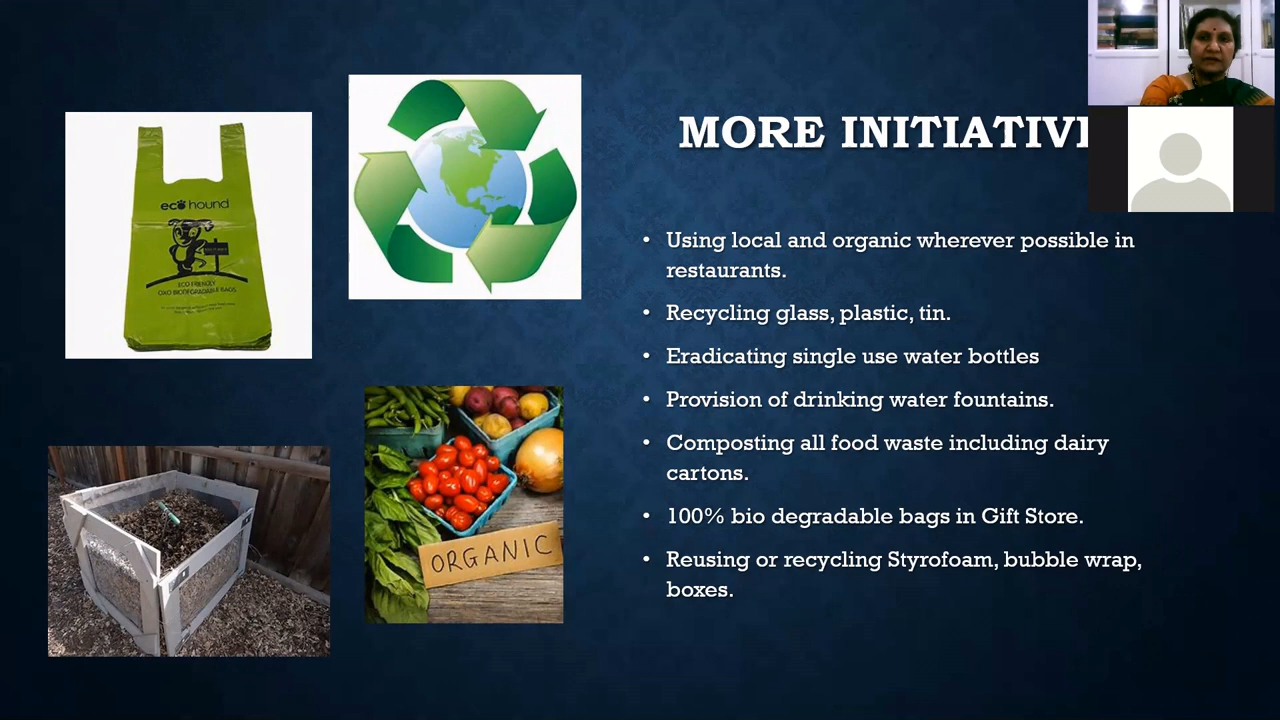 MORE INITIATIV
• Using local and organic wherever possible in
restaurants.
• Recycling glass, plastic, tin.
• Eradicating single use water bottles
• Provision of drinking water fountains.
• Composting all food waste including dairy
cartons.
• 100% bio degradable bags in Gift Store.
• Reusing or recycling Styrofoam, bubble wrap,
boxes.
eco hound
ECO FRIENDLY
OXO BIODEGRADABLE BAGS
ORGANIC